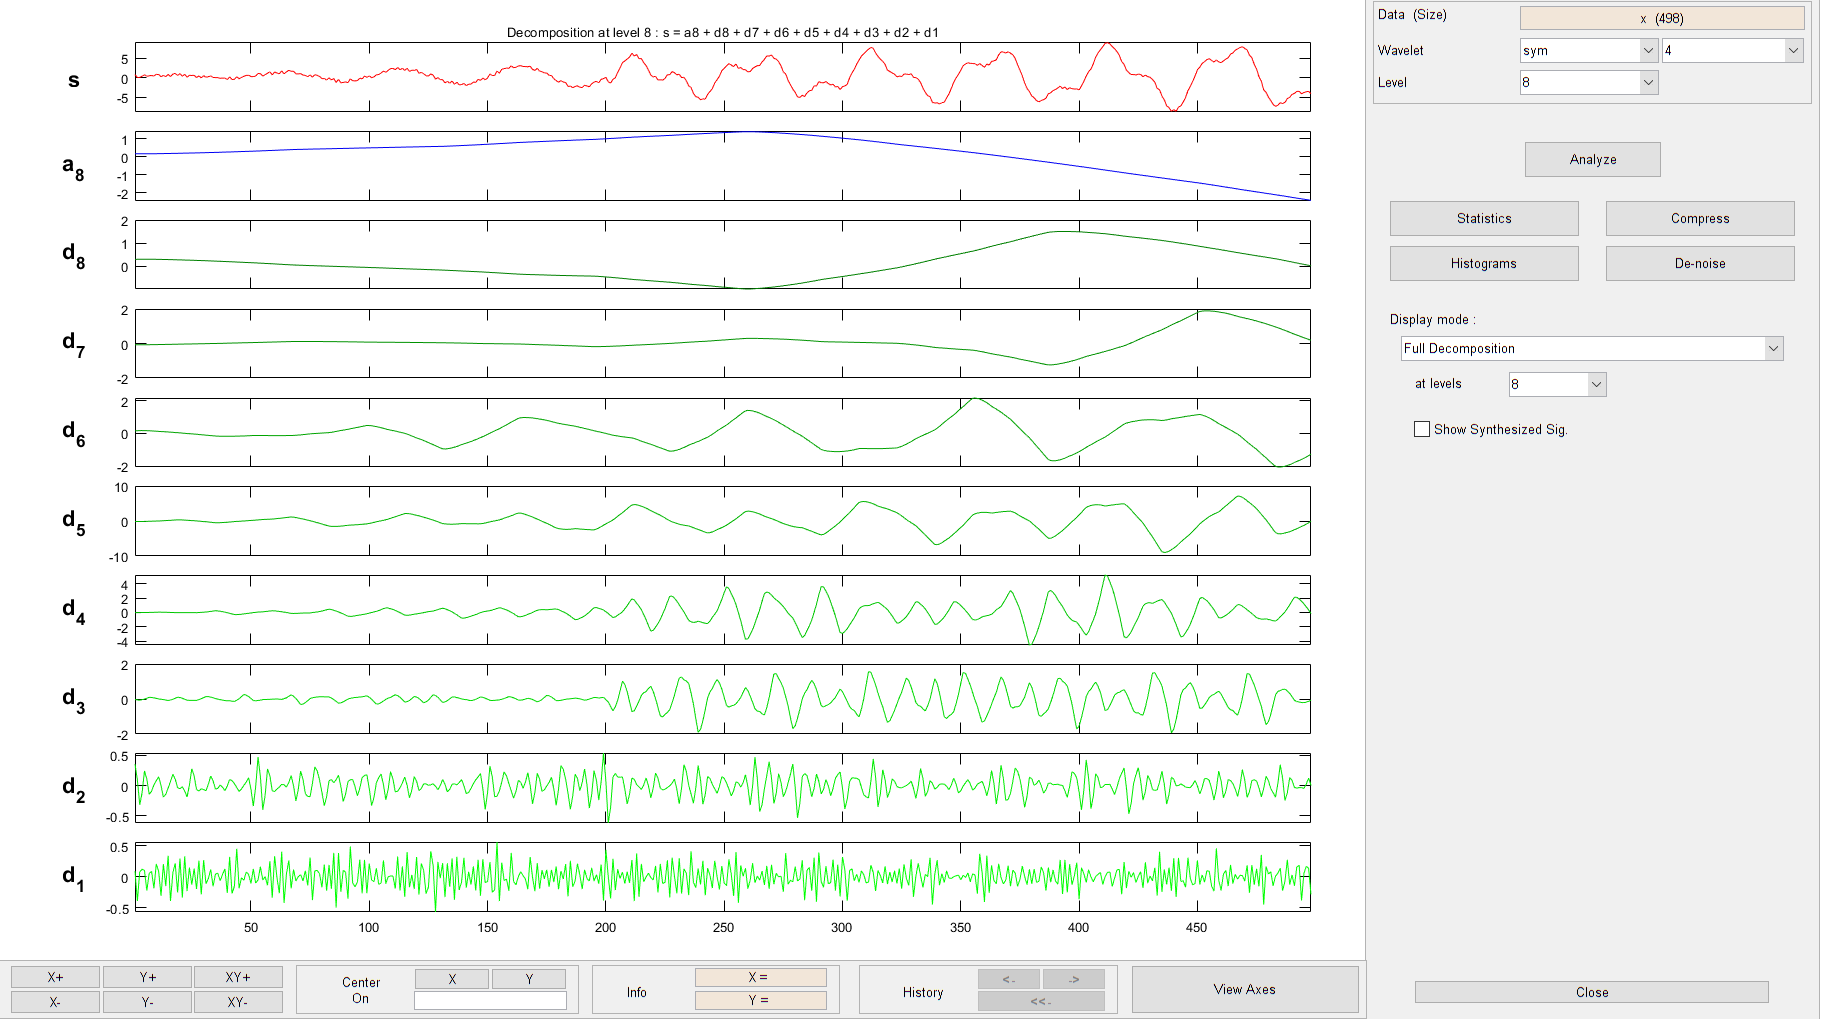 Decomposition at level 8 : s = a8 + d8 + d7 + d6 + d5 + d4 + d3 + d2 + d1
s
5
0
-5
a8
1
0
-1
-2
d8
2
1
0
d7
2
0
-2
d6
2
0
-2
d5
10
0
-10
d4
4
2
0
-2
-4
d3
2
0
-2
d2
0.5
0
-0.5
d1
0.5
0
-0.5
50 100 150 200 250 300 350 400 450
Data (Size) x (498)
Wavelet sym 4
Level 8
Analyze
Statistics Compress
Histograms De-noise
Display mode :
Full Decomposition
at levels 8
Show Synthesized Sig.
X+ Y+ XY+
X- Y- XY-
Center On X Y
Info X = Y =
History <- -> <<-
View Axes
Close